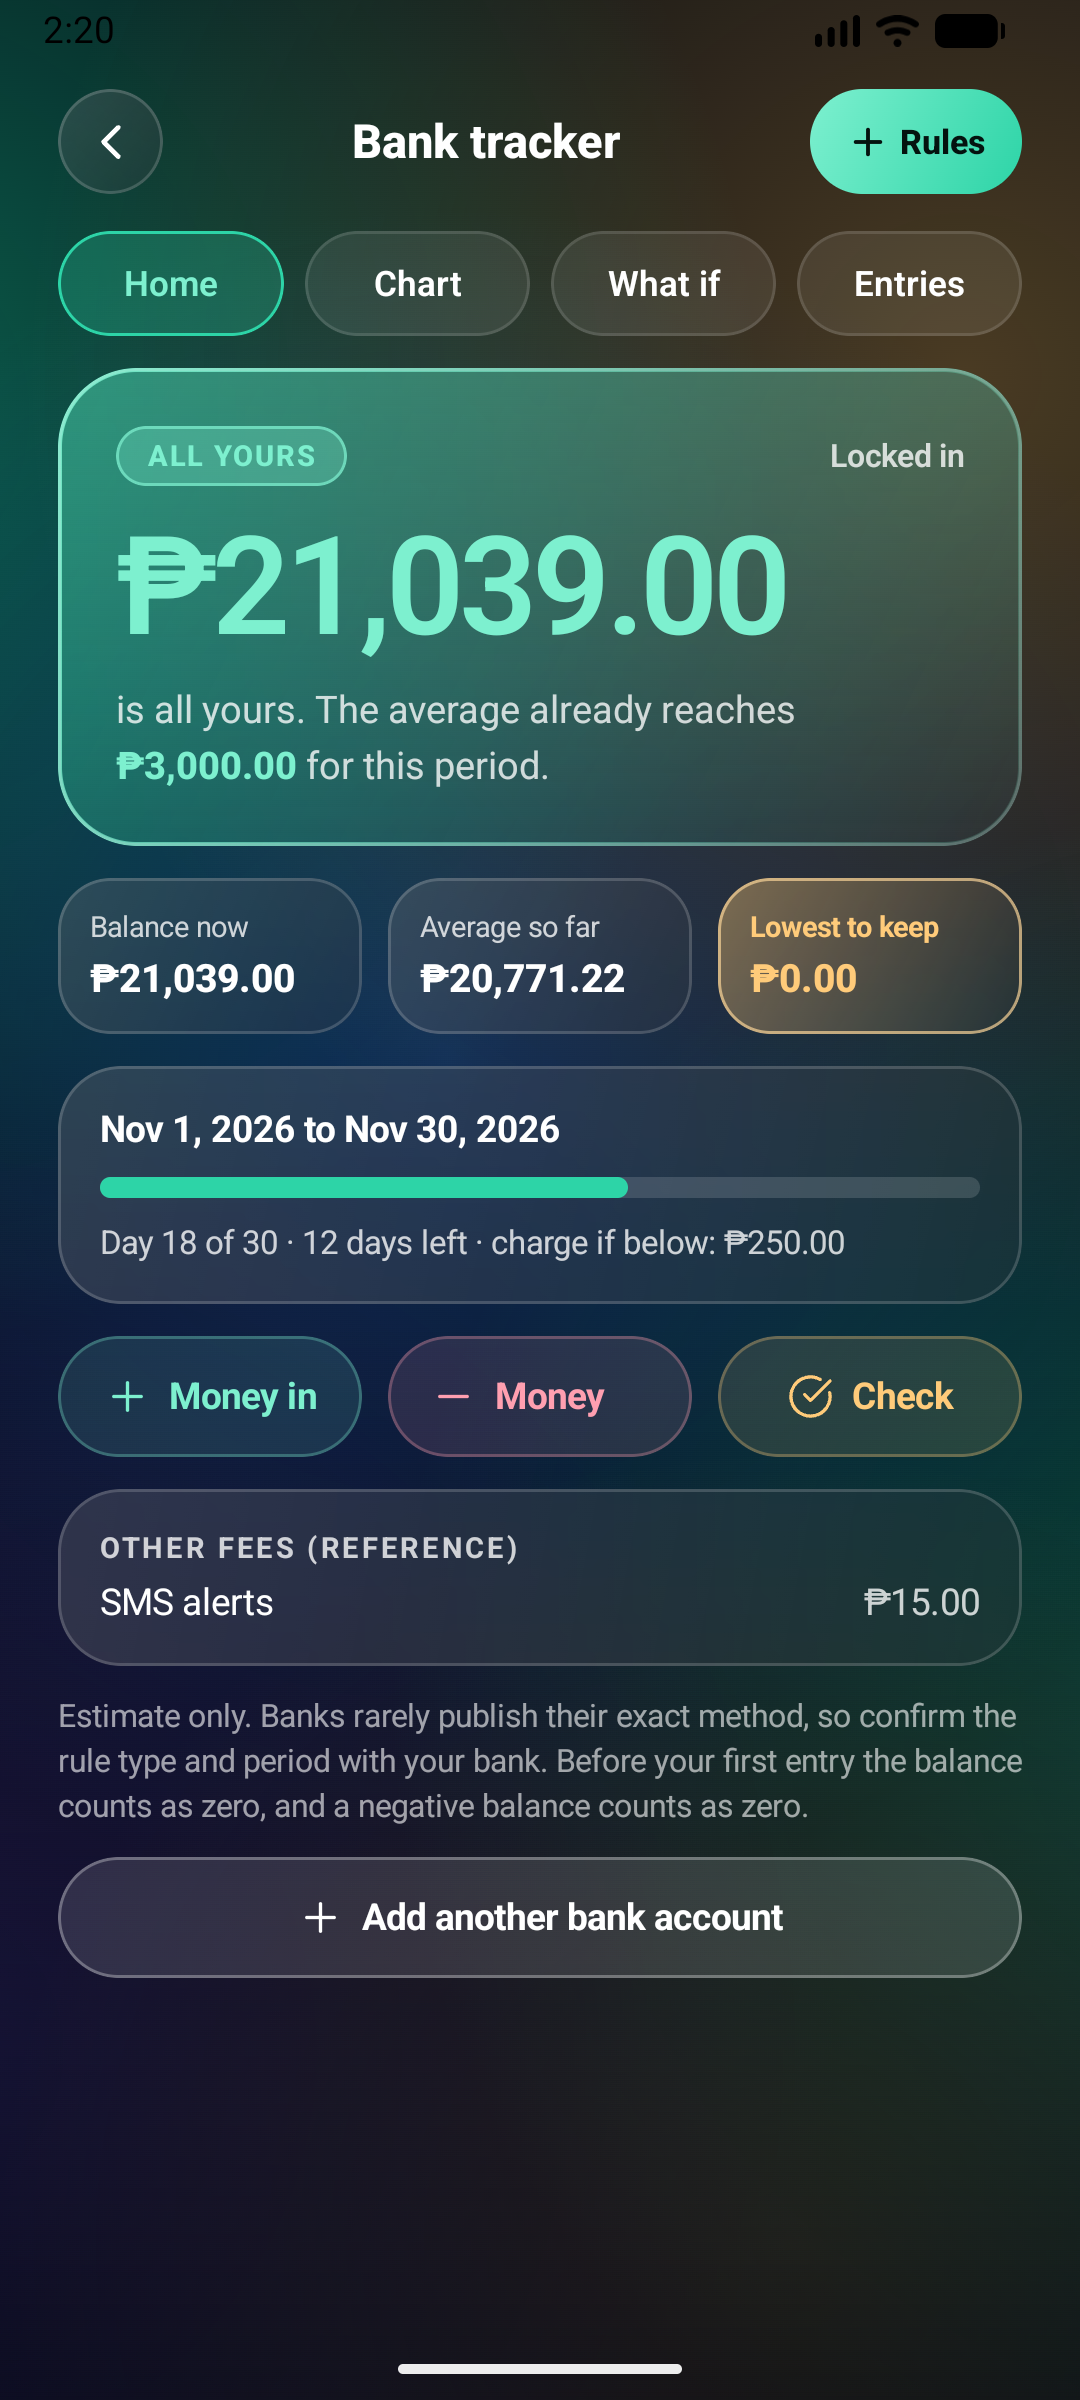 2:20
Bank tracker
Rules
Home
Chart
What if
Entries
ALL YOURS
Locked in
₱21,039.00
is all yours. The average already reaches
₱3,000.00 for this period.
Balance now
₱21,039.00
Average so far
₱20,771.22
Lowest to keep
₱0.00
Nov 1, 2026 to Nov 30, 2026
Day 18 of 30 · 12 days left · charge if below: ₱250.00
Money in
Money
Check
OTHER FEES (REFERENCE)
SMS alerts
₱15.00
Estimate only. Banks rarely publish their exact method, so confirm the
rule type and period with your bank. Before your first entry the balance
counts as zero, and a negative balance counts as zero.
Add another bank account